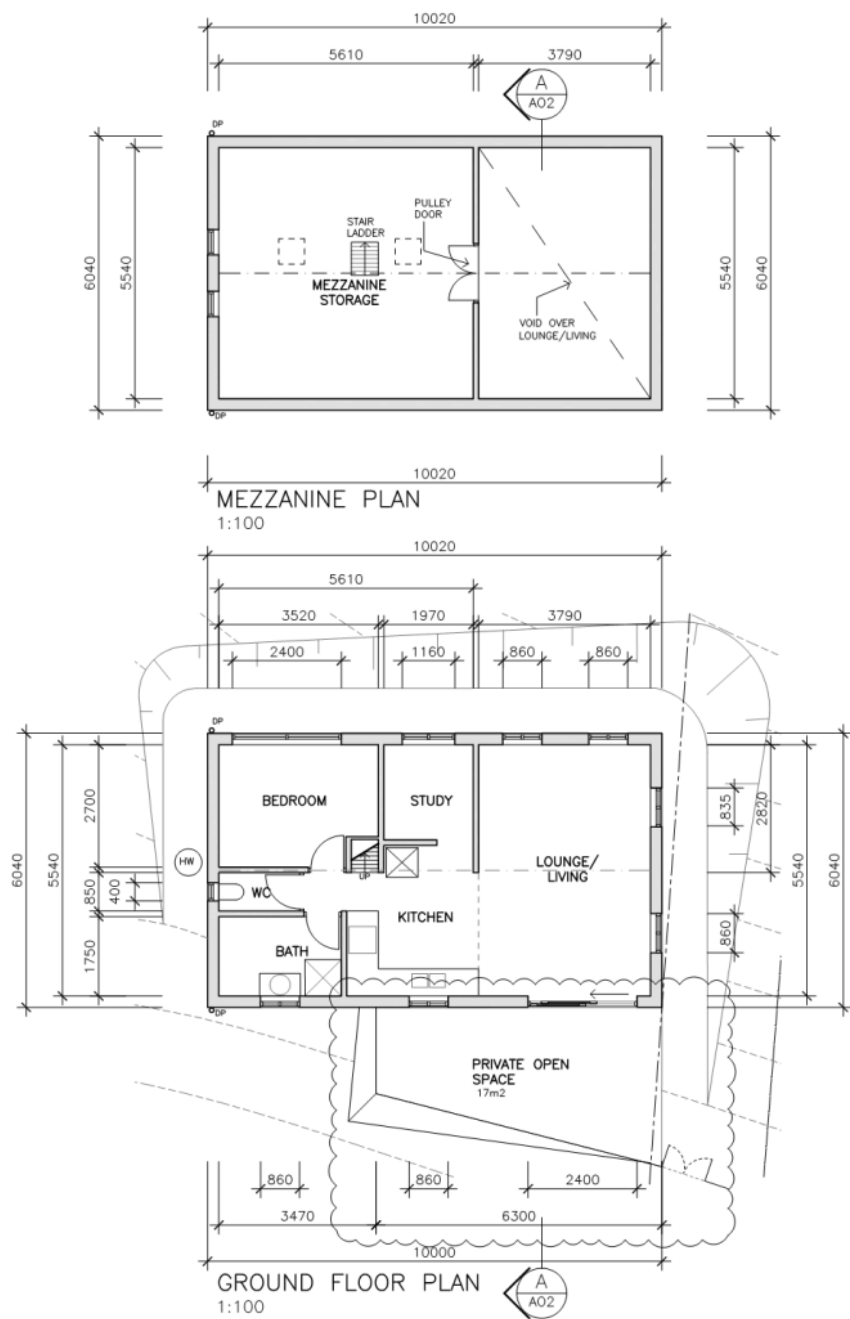 10020
5610 3790
A
A02
DP
6040 5540
PULLEY
DOOR
STAIR
LADDER
MEZZANINE
STORAGE
VOID OVER
LOUNGE/LIVING
5540 6040
DP
10020
MEZZANINE PLAN
1:100
10020
5610
3520 1970 3790
2400 1160 860 860
DP
BEDROOM STUDY
LOUNGE/
LIVING
HW
WC
UP
KITCHEN
BATH
6040 5540 2700 850 400 1750
835 2820 860 5540 6040
DP
PRIVATE OPEN
SPACE
17m2
860 860 2400
3470 6300
10000
GROUND FLOOR PLAN
1:100
A
A02